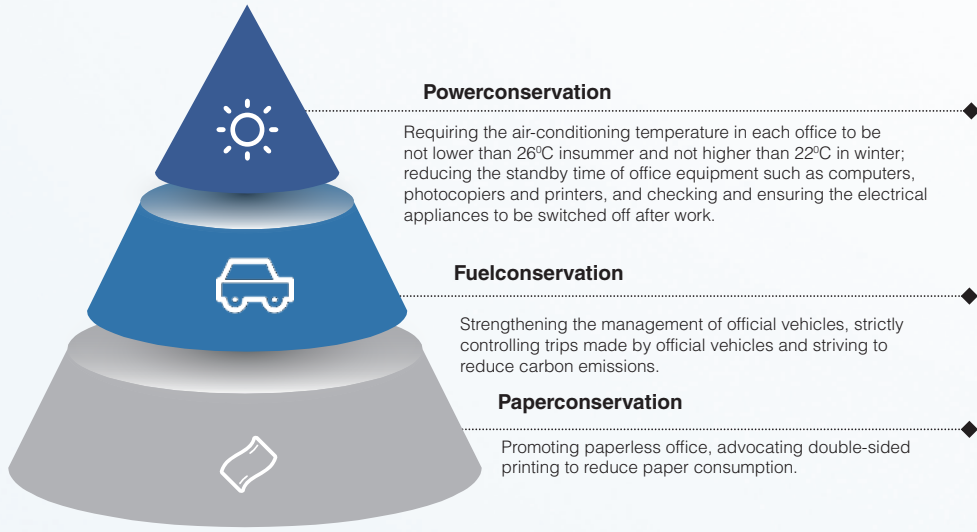 Powerconservation
Requiring the air-conditioning temperature in each office to be
not lower than 26⁰C insummer and not higher than 22⁰C in winter;
reducing the standby time of office equipment such as computers,
photocopiers and printers, and checking and ensuring the electrical
appliances to be switched off after work.
Fuelconservation
Strengthening the management of official vehicles, strictly
controlling trips made by official vehicles and striving to
reduce carbon emissions.
Paperconservation
Promoting paperless office, advocating double-sided
printing to reduce paper consumption.